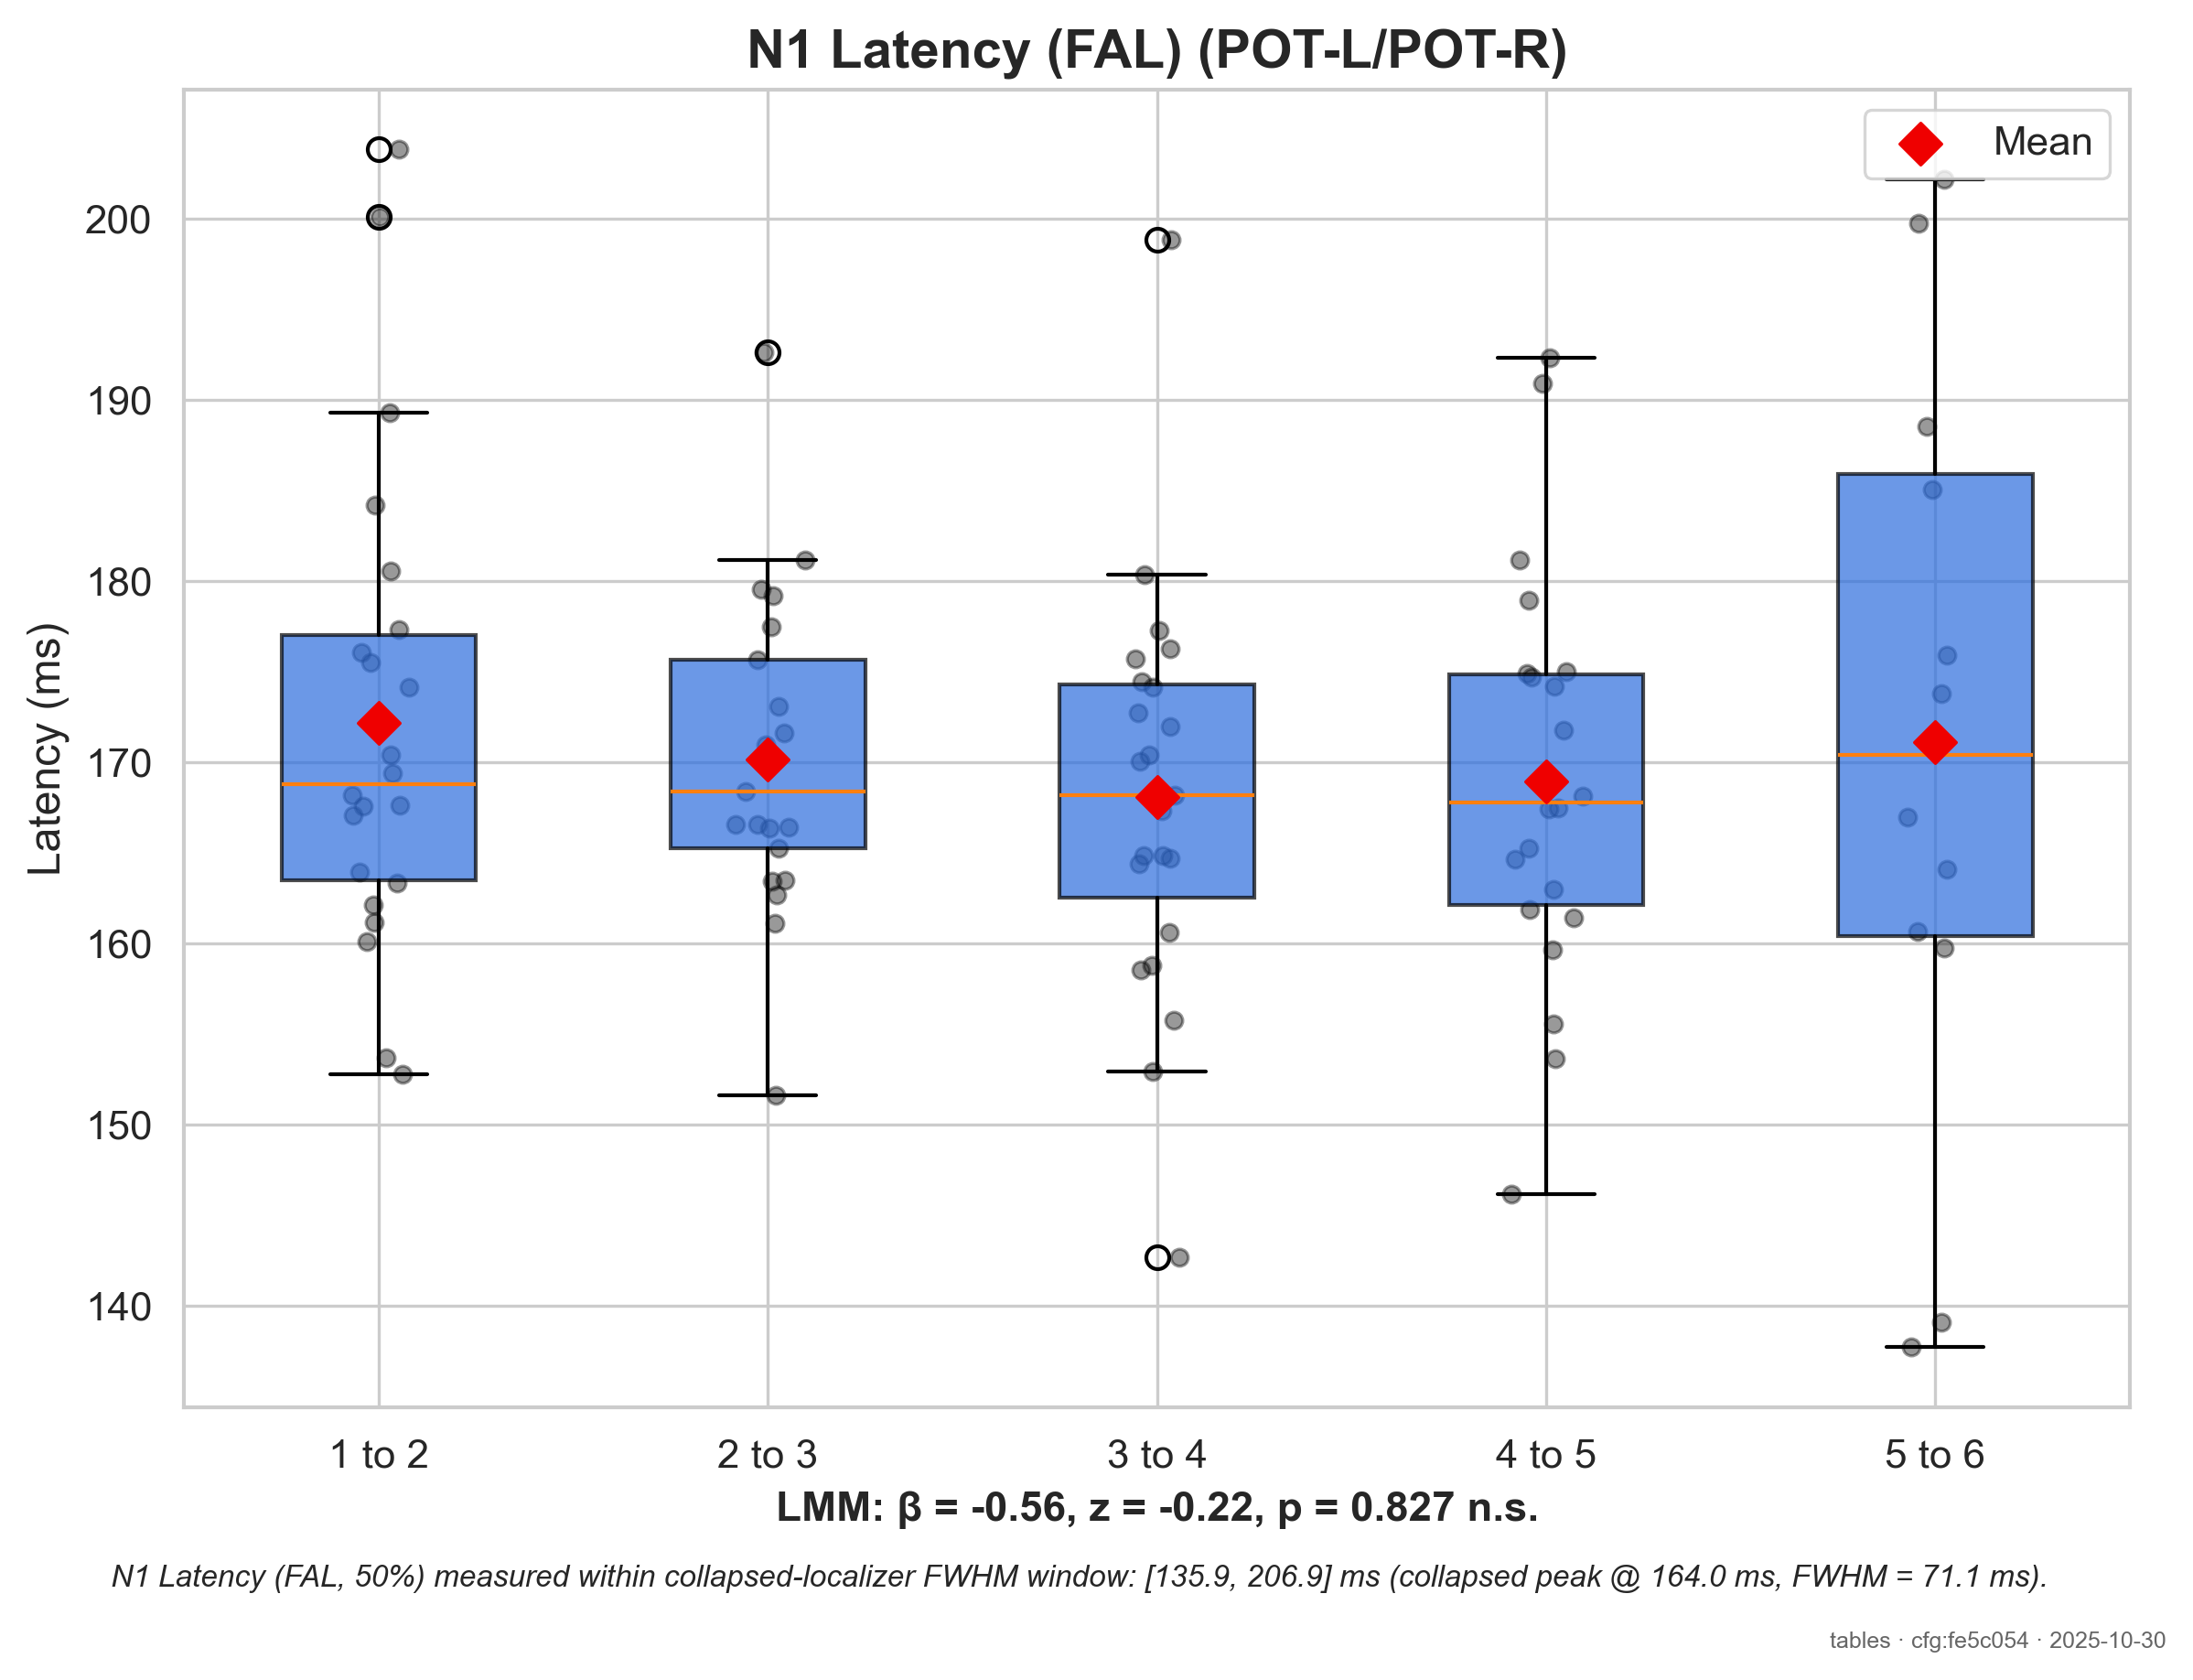 N1 Latency (FAL) (POT-L/POT-R)
Mean
Latency (ms)
200
190
180
170
160
150
140
1 to 2
2 to 3
3 to 4
4 to 5
5 to 6
LMM: β = -0.56, z = -0.22, p = 0.827 n.s.
N1 Latency (FAL, 50%) measured within collapsed-localizer FWHM window: [135.9, 206.9] ms (collapsed peak @ 164.0 ms, FWHM = 71.1 ms).
tables · cfg:fe5c054 · 2025-10-30